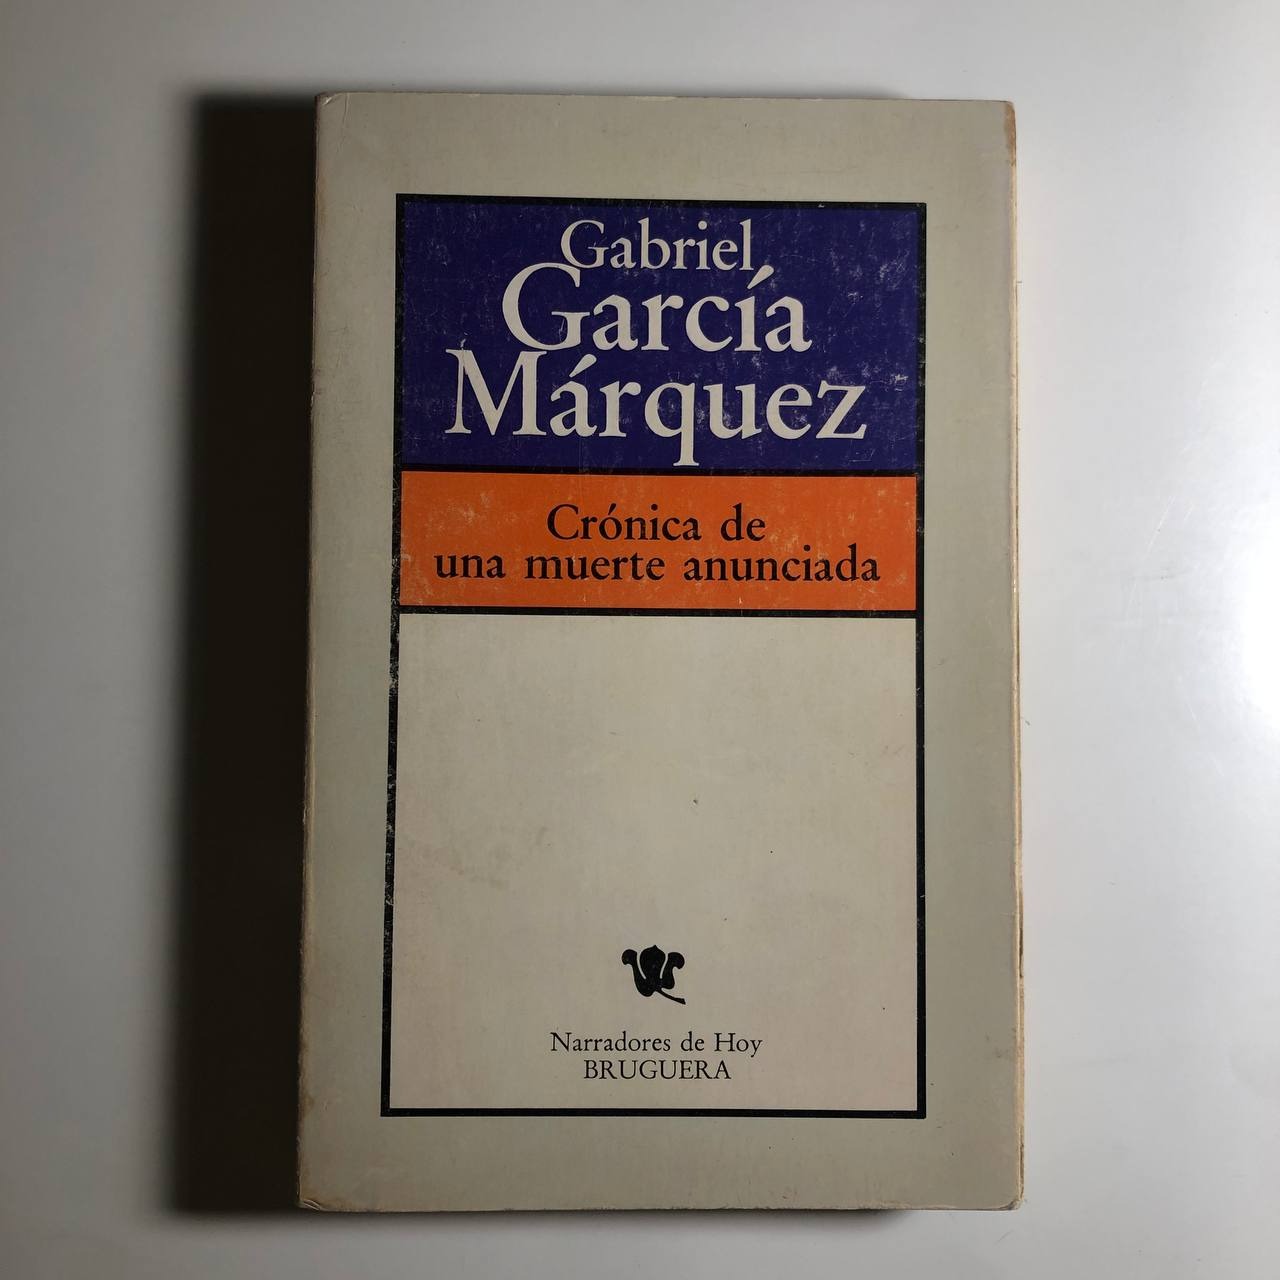 Gabriel
García
Márquez
Crónica de
una muerte anunciada
Narradores de Hoy
BRUGUERA